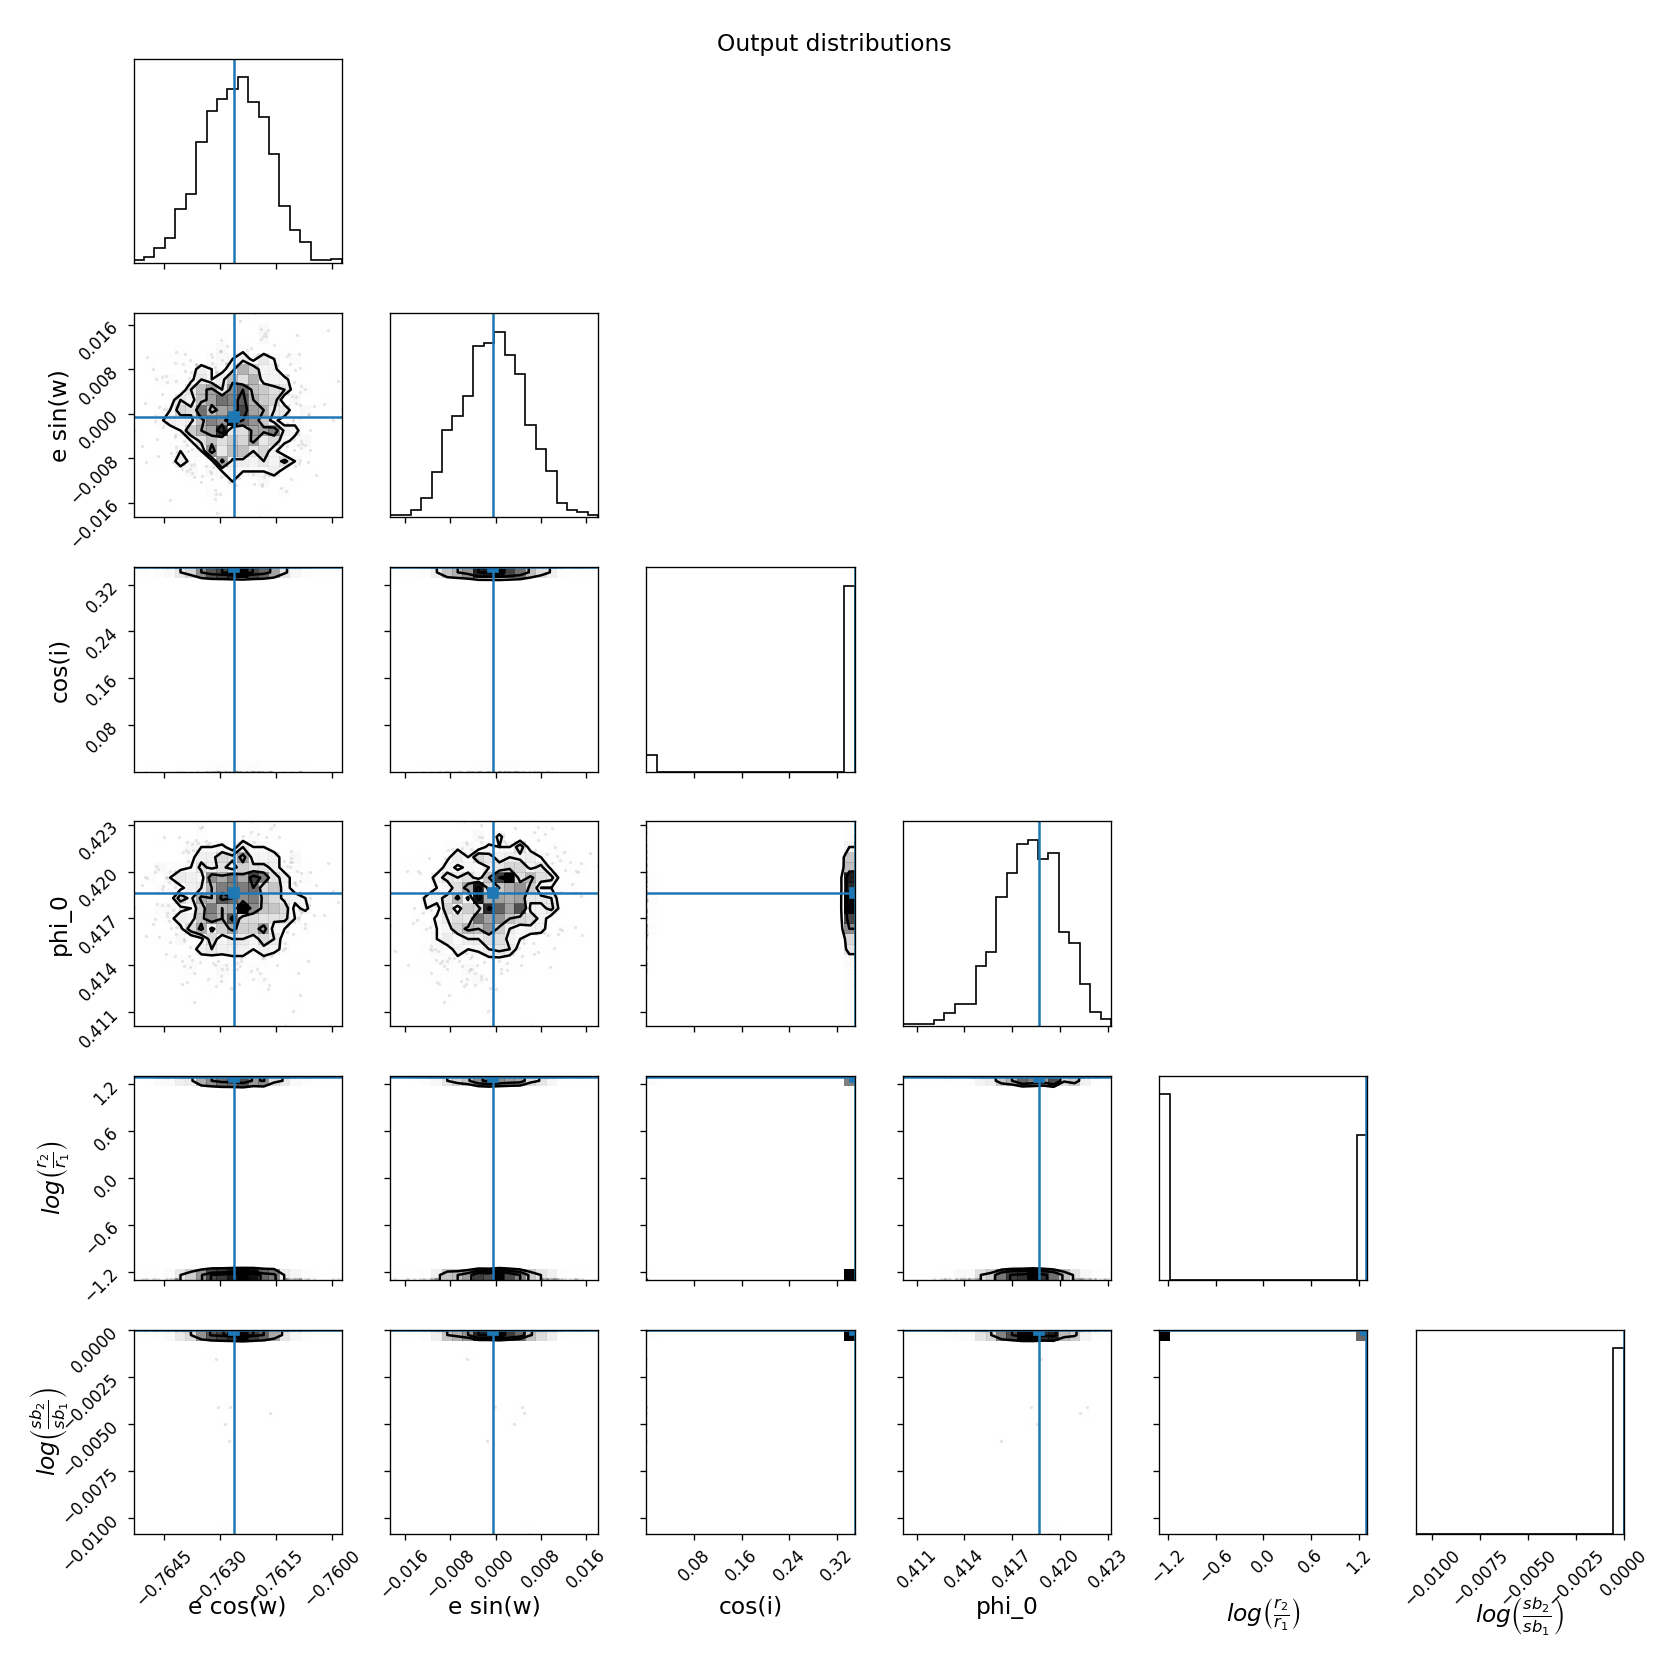 Output distributions
0.016
0.008
0.000
−0.008
−0.016
e sin(w)
0.32
0.24
0.16
0.08
cos(i)
0.423
0.420
0.417
0.414
0.411
phi_0
1.2
0.6
0.0
−0.6
−1.2
log(r₂/r₁)
0.0000
−0.0025
−0.0050
−0.0075
−0.0100
log(sb₂/sb₁)
−0.7645 −0.7630 −0.7615 −0.7600
e cos(w)
−0.016 −0.008 0.000 0.008 0.016
e sin(w)
0.08 0.16 0.24 0.32
cos(i)
0.411 0.414 0.417 0.420 0.423
phi_0
−1.2 −0.6 0.0 0.6 1.2
log(r₂/r₁)
−0.0100 −0.0075 −0.0050 −0.0025 0.0000
log(sb₂/sb₁)